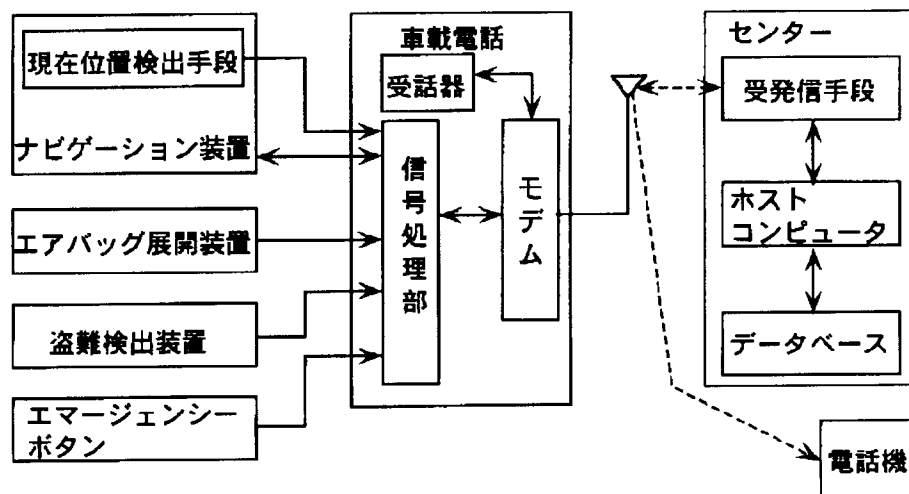 現在位置検出手段
ナビゲーション装置
エアバッグ展開装置
盗難検出装置
エマージェンシー
ボタン
車載電話
受話器
信号処理部
モデム
センター
受発信手段
ホスト
コンピュータ
データベース
電話機